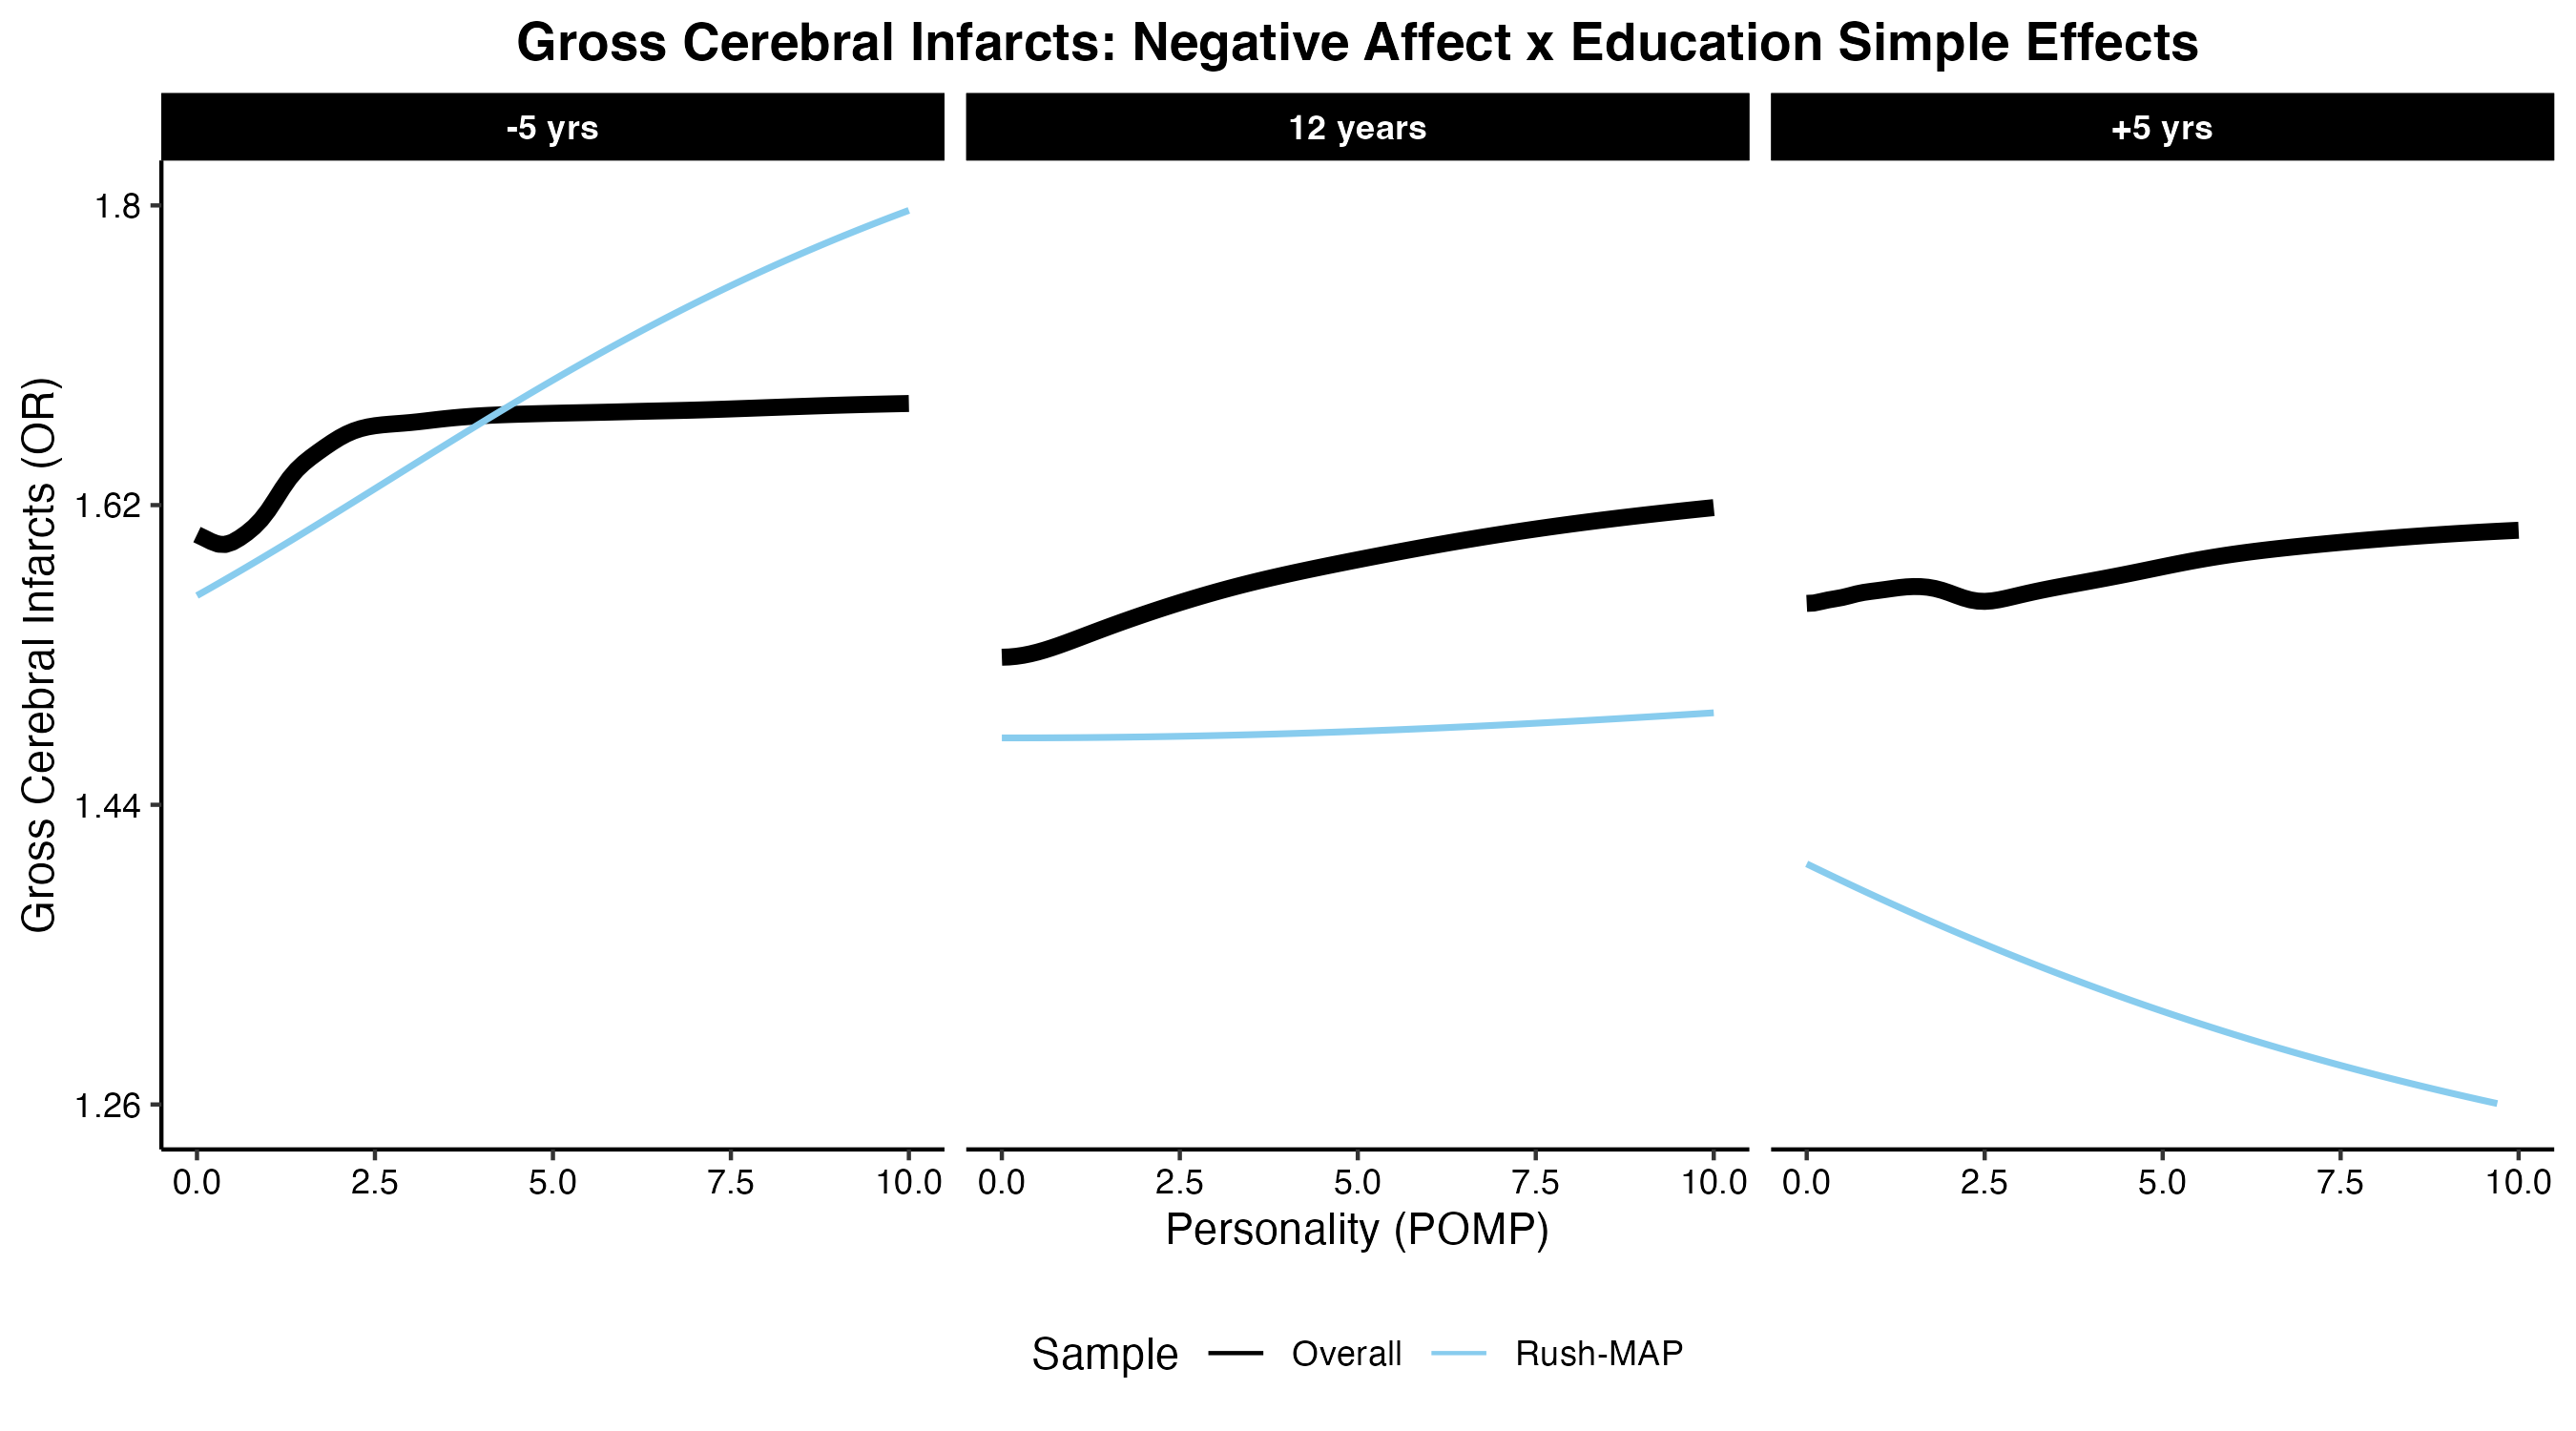 Gross Cerebral Infarcts: Negative Affect x Education Simple Effects
-5 yrs 12 years +5 yrs
Gross Cerebral Infarcts (OR)
1.8
1.62
1.44
1.26
0.0 2.5 5.0 7.5 10.0 0.0 2.5 5.0 7.5 10.0 0.0 2.5 5.0 7.5 10.0
Personality (POMP)
Sample Overall Rush-MAP